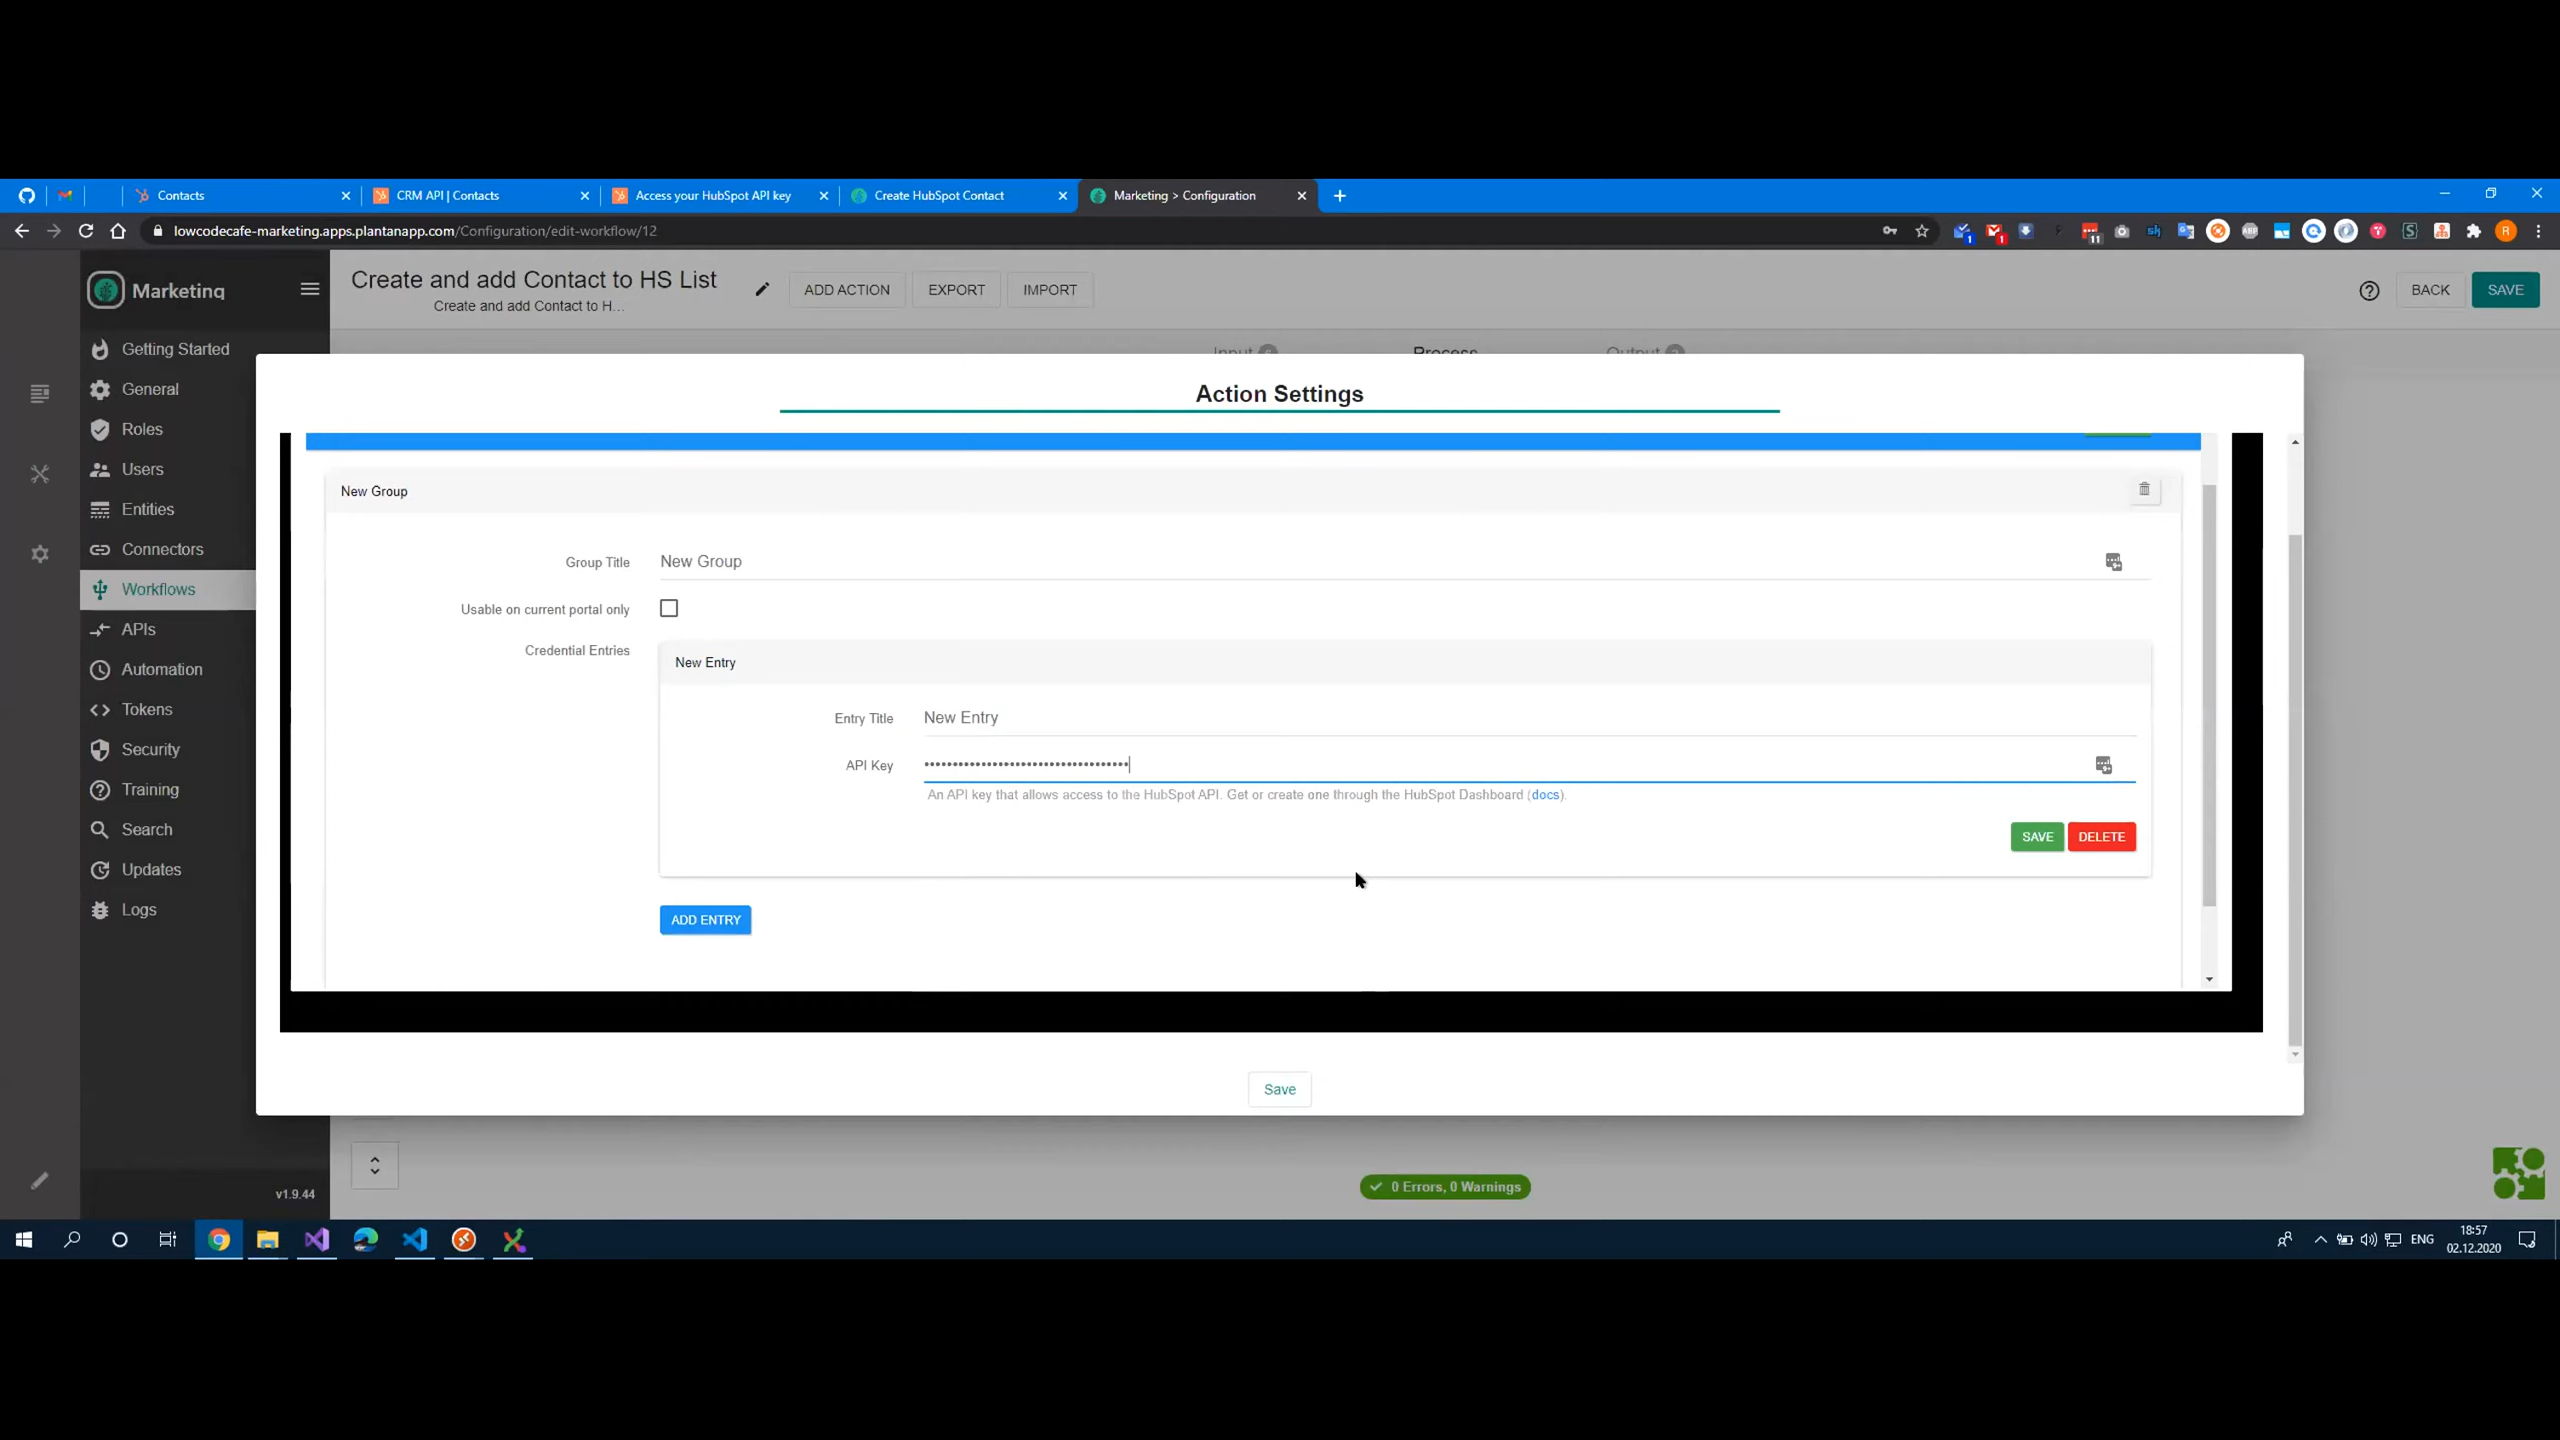 Contacts
CRM API | Contacts
Access your HubSpot API key
Create HubSpot Contact
Marketing > Configuration
lowcodecafe-marketing.apps.plantanapp.com/Configuration/edit-workflow/12
Marketing
Create and add Contact to HS List
Create and add Contact to H...
ADD ACTION
EXPORT
IMPORT
BACK
SAVE
Getting Started
General
Roles
Users
Entities
Connectors
Workflows
APIs
Automation
Tokens
Security
Training
Search
Updates
Logs
v1.9.44
Input
Process
Output
Action Settings
New Group
Group Title
New Group
Usable on current portal only
Credential Entries
New Entry
Entry Title
New Entry
API Key
••••••••••••••••••••••••••••••••••••
An API key that allows access to the HubSpot API. Get or create one through the HubSpot Dashboard (docs).
SAVE
DELETE
ADD ENTRY
Save
0 Errors, 0 Warnings
ENG
18:57
02.12.2020